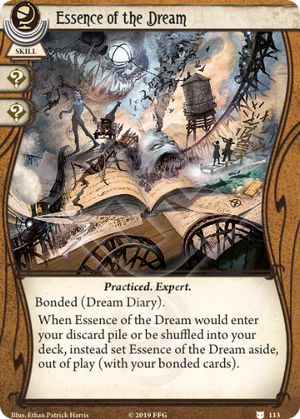 Essence of the Dream
SKILL
?
?
Practiced. Expert.
Bonded (Dream Diary).
When Essence of the Dream would enter
your discard pile or be shuffled into your
deck, instead set Essence of the Dream aside,
out of play (with your bonded cards).
Illus. Ethan Patrick Harris
© 2019 FFG
113